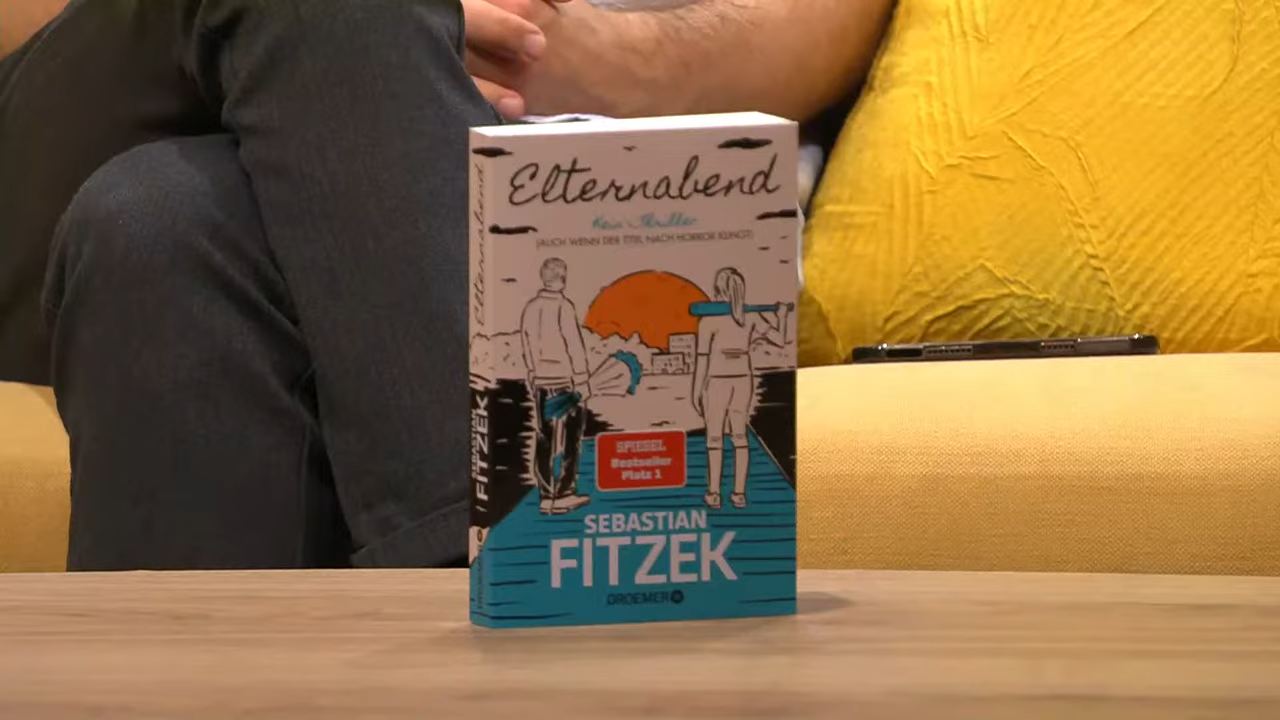 Elternabend
Kein Thriller
(AUCH WENN DER TITEL NACH HORROR KLINGT)
SPIEGEL
Bestseller
Platz 1
SEBASTIAN
FITZEK
DROEMER
Elternabend
SEBASTIAN
FITZEK
DROEMER